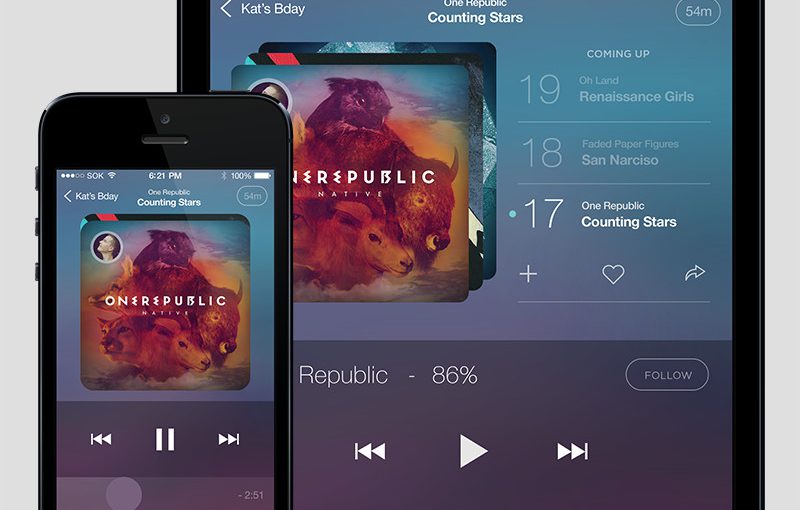 Kat's Bday
One Republic
Counting Stars
54m
COMING UP
19
Oh Land
Renaissance Girls
18
Faded Paper Figures
San Narciso
17
One Republic
Counting Stars
NEREPUBLIC
NATIVE
Republic - 86%
FOLLOW
SOK
6:21 PM
100%
Kat's Bday
One Republic
Counting Stars
54m
ONEREPUBLIC
NATIVE
- 2:51